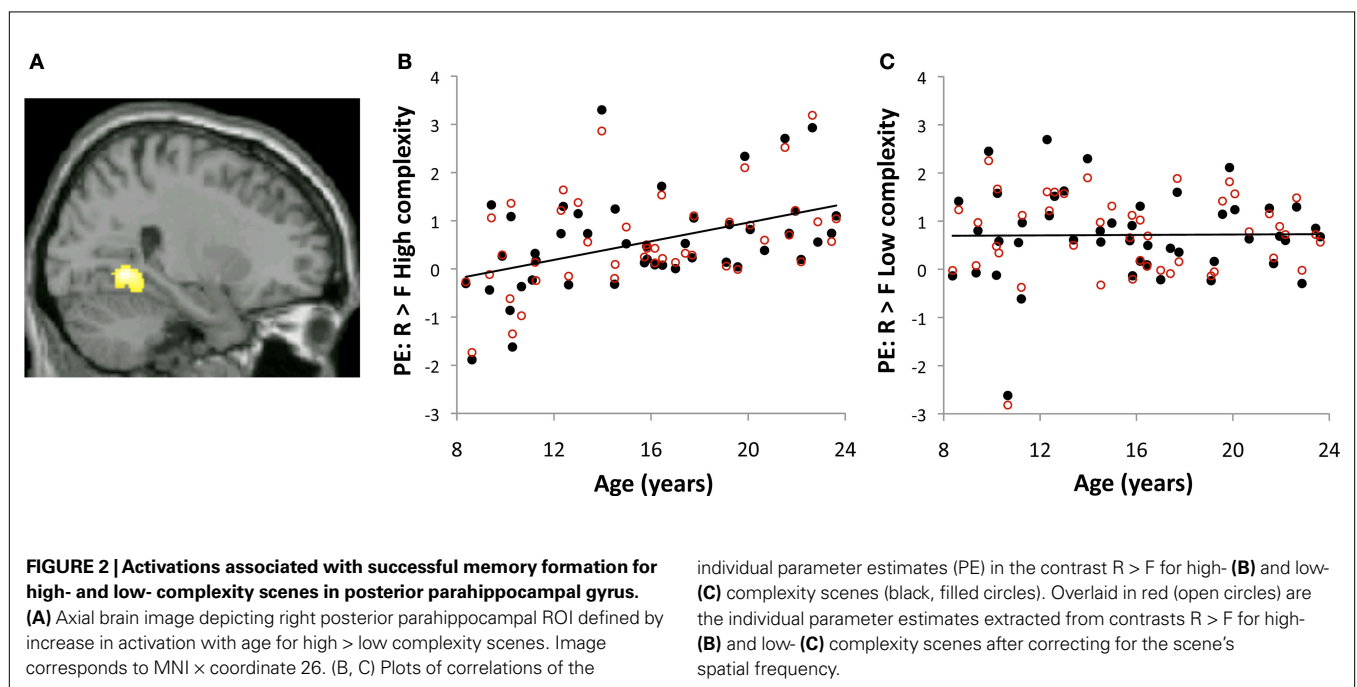 A
B
C
PE: R > F High complexity
4
3
2
1
0
-1
-2
-3
8
12
16
20
24
Age (years)
PE: R > F Low complexity
4
3
2
1
0
-1
-2
-3
8
12
16
20
24
Age (years)
FIGURE 2 | Activations associated with successful memory formation for
high- and low- complexity scenes in posterior parahippocampal gyrus.
(A) Axial brain image depicting right posterior parahippocampal ROI defined by
increase in activation with age for high > low complexity scenes. Image
corresponds to MNI × coordinate 26. (B, C) Plots of correlations of the
individual parameter estimates (PE) in the contrast R > F for high- (B) and low-
(C) complexity scenes (black, filled circles). Overlaid in red (open circles) are
the individual parameter estimates extracted from contrasts R > F for high-
(B) and low- (C) complexity scenes after correcting for the scene's
spatial frequency.